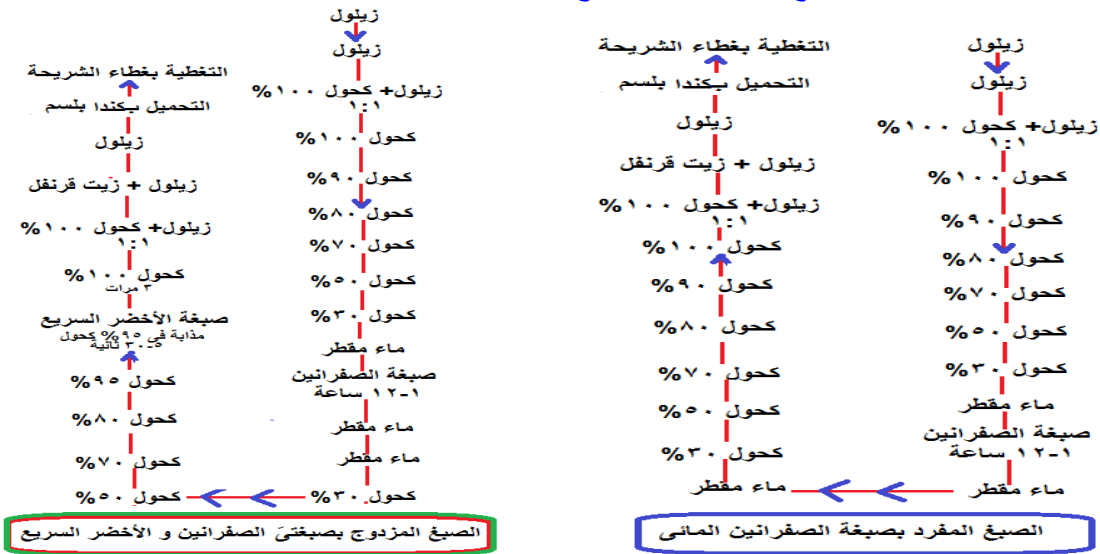 زيلول
زيلول
زيلول+ كحول ١٠٠%
١:١
كحول ١٠٠%
كحول ٩٠%
كحول ٨٠%
كحول ٧٠%
كحول ٥٠%
كحول ٣٠%
ماء مقطر
صبغة الصفرانين
١-١٢ ساعة
ماء مقطر
ماء مقطر
كحول ٣٠%
التغطية بغطاء الشريحة
التحميل بكندا بلسم
زيلول
زيلول + زيت قرنفل
زيلول+ كحول ١٠٠%
١:١
كحول ١٠٠%
٣ مرات
صبغة الأخضر السريع
مذابة فى ٩٥% كحول
٥-٣٠ ثانية
كحول ٩٥%
كحول ٨٠%
كحول ٧٠%
كحول ٥٠%
الصبغ المزدوج بصبغتىَ الصفرانين و الأخضر السريع
زيلول
زيلول
زيلول+ كحول ١٠٠%
١:١
كحول ١٠٠%
كحول ٩٠%
كحول ٨٠%
كحول ٧٠%
كحول ٥٠%
كحول ٣٠%
ماء مقطر
صبغة الصفرانين
١-١٢ ساعة
ماء مقطر
التغطية بغطاء الشريحة
التحميل بكندا بلسم
زيلول
زيلول + زيت قرنفل
زيلول+ كحول ١٠٠%
١:١
كحول ١٠٠%
كحول ٩٠%
كحول ٨٠%
كحول ٧٠%
كحول ٥٠%
كحول ٣٠%
ماء مقطر
الصبغ المفرد بصبغة الصفرانين المائى